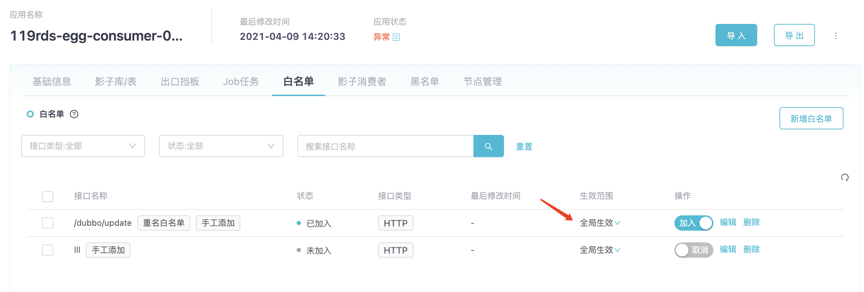 应用名称
119rds-egg-consumer-0...
最后修改时间
2021-04-09 14:20:33
应用状态
异常
导入
导出
基础信息 影子库/表 出口挡板 Job任务 白名单 影子消费者 黑名单 节点管理
白名单
新增白名单
接口类型:全部 状态:全部 搜索接口名称 重置
接口名称 状态 接口类型 最后修改时间 生效范围 操作
/dubbo/update 重名白名单 手工添加 已加入 HTTP - 全局生效 加入 编辑 删除
lll 手工添加 未加入 HTTP - 全局生效 取消 编辑 删除